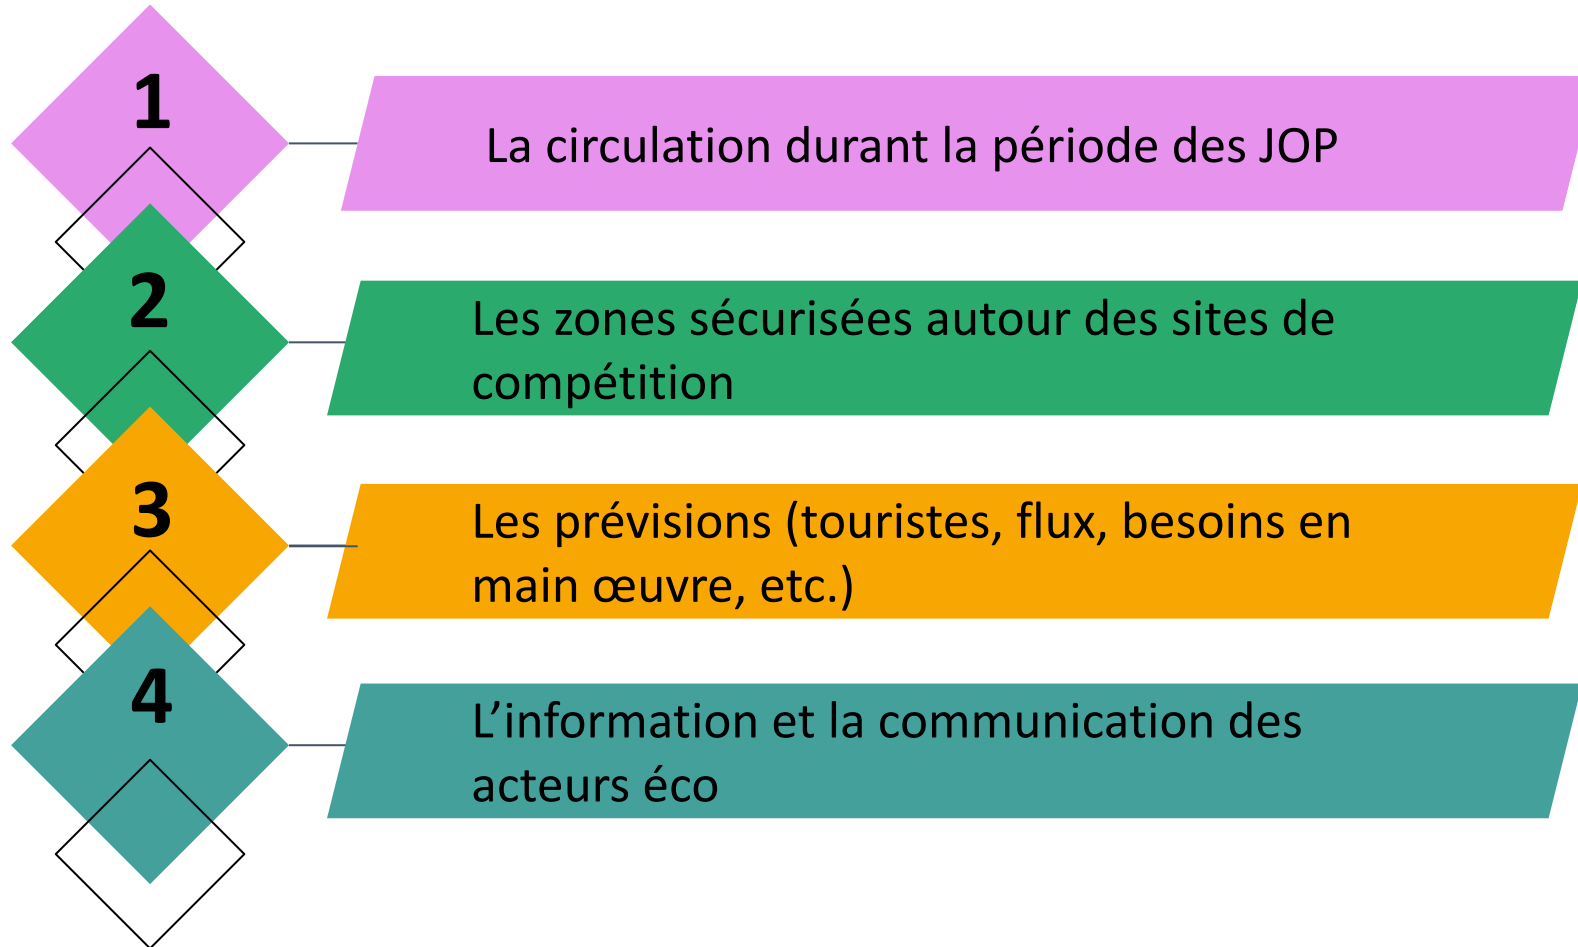 1
La circulation durant la période des JOP
2
Les zones sécurisées autour des sites de
compétition
3
Les prévisions (touristes, flux, besoins en
main œuvre, etc.)
4
L’information et la communication des
acteurs éco